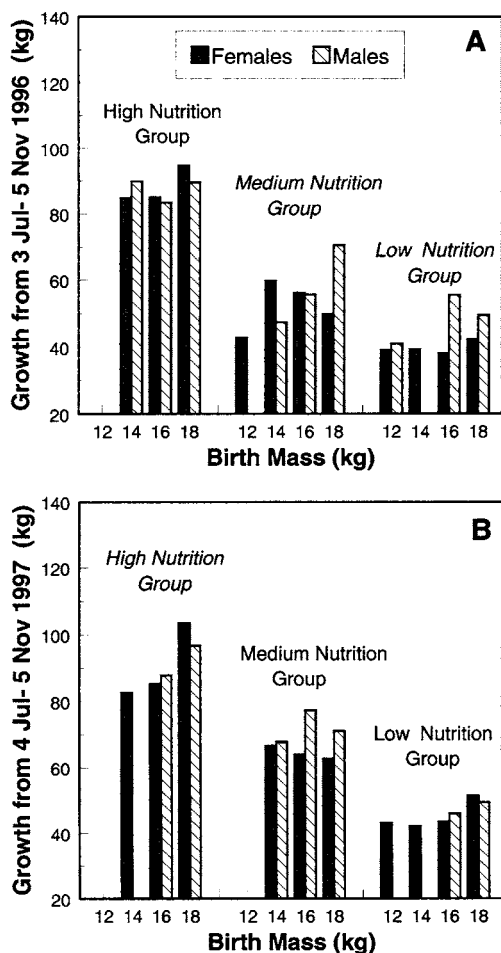 A
Females Males
Growth from 3 Jul- 5 Nov 1996 (kg)
140
120
100
80
60
40
20
High Nutrition
Group
Medium Nutrition
Group
Low Nutrition
Group
12 14 16 18 12 14 16 18 12 14 16 18
Birth Mass (kg)
B
Growth from 4 Jul- 5 Nov 1997 (kg)
140
120
100
80
60
40
20
High Nutrition
Group
Medium Nutrition
Group
Low Nutrition
Group
12 14 16 18 12 14 16 18 12 14 16 18
Birth Mass (kg)